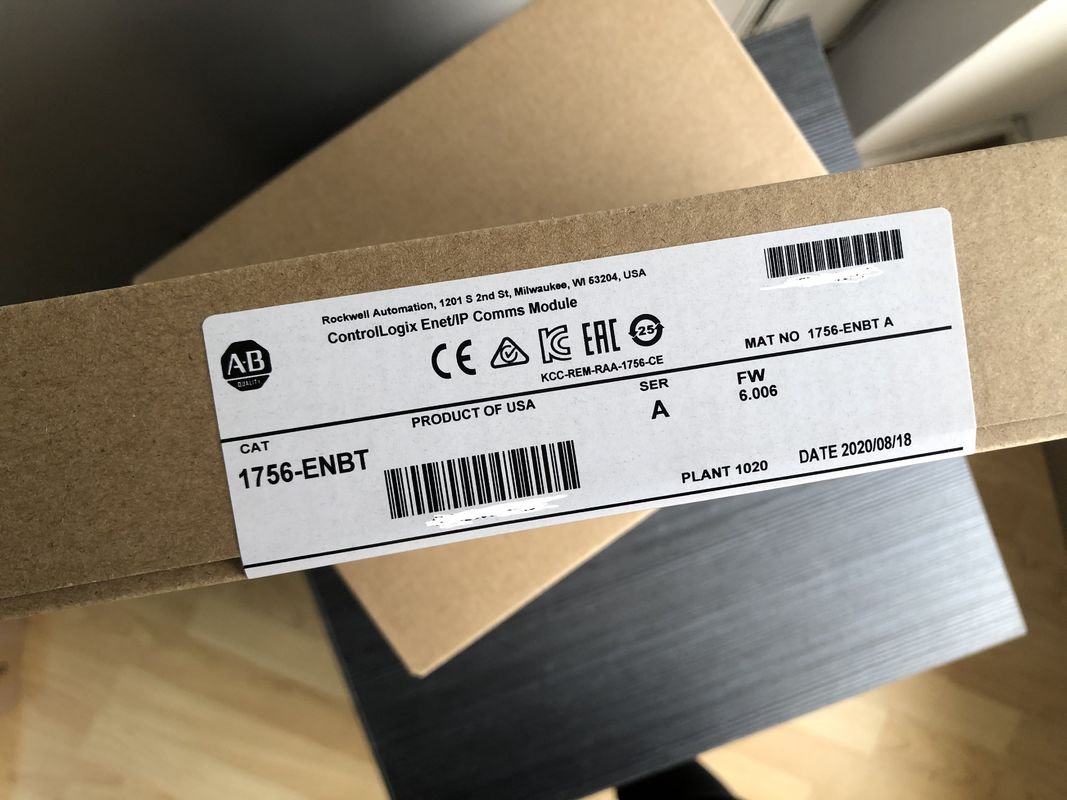 Rockwell Automation, 1201 S 2nd St, Milwaukee, WI 53204, USA
ControlLogix Enet/IP Comms Module
A-B
QUALITY
CE
KC
EAC
25
KCC-REM-RAA-1756-CE
MAT NO 1756-ENBT A
CAT
1756-ENBT
PRODUCT OF USA
SER
A
FW
6.006
PLANT 1020
DATE 2020/08/18